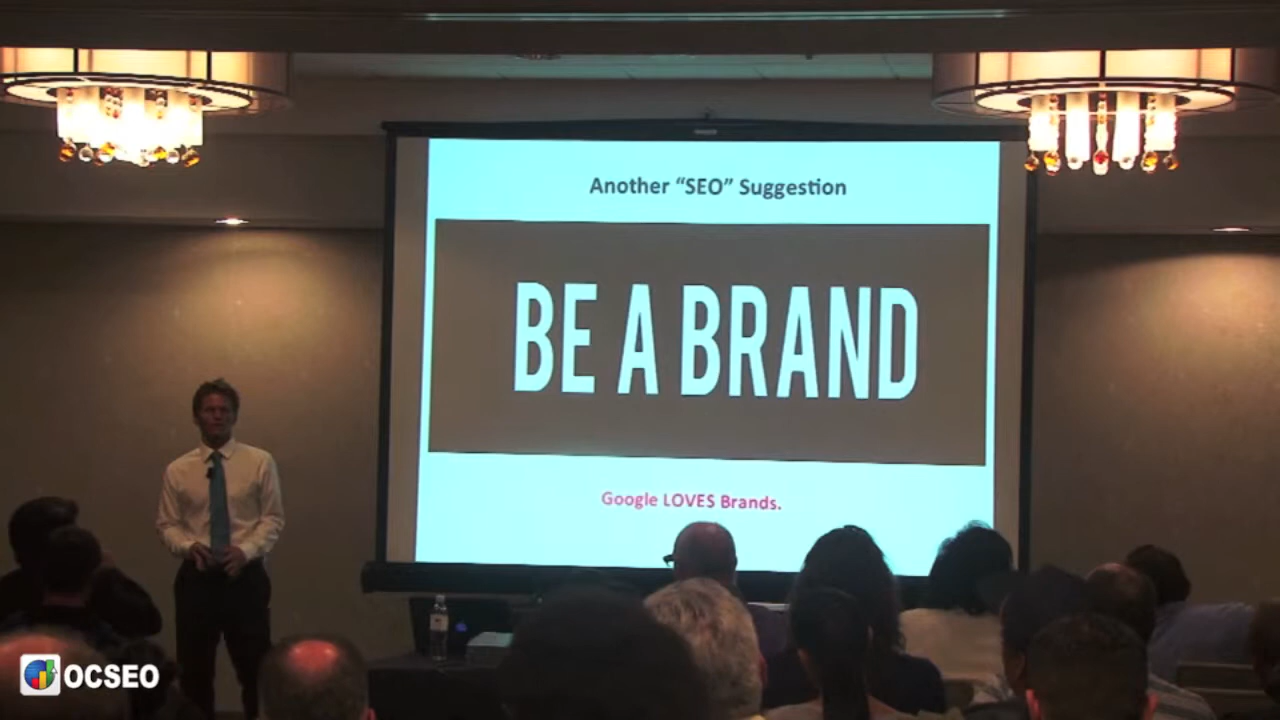 Another “SEO” Suggestion
BE A BRAND
Google LOVES Brands.
OCSEO